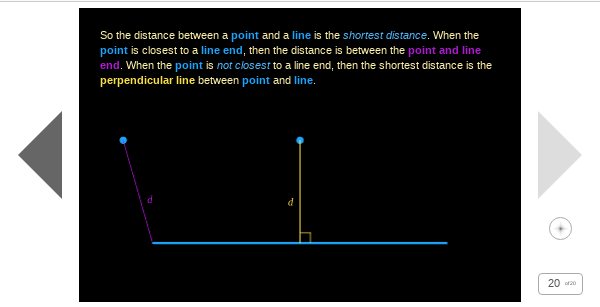 So the distance between a point and a line is the shortest distance. When the
point is closest to a line end, then the distance is between the point and line
end. When the point is not closest to a line end, then the shortest distance is the
perpendicular line between point and line.
d
d
20 of 20